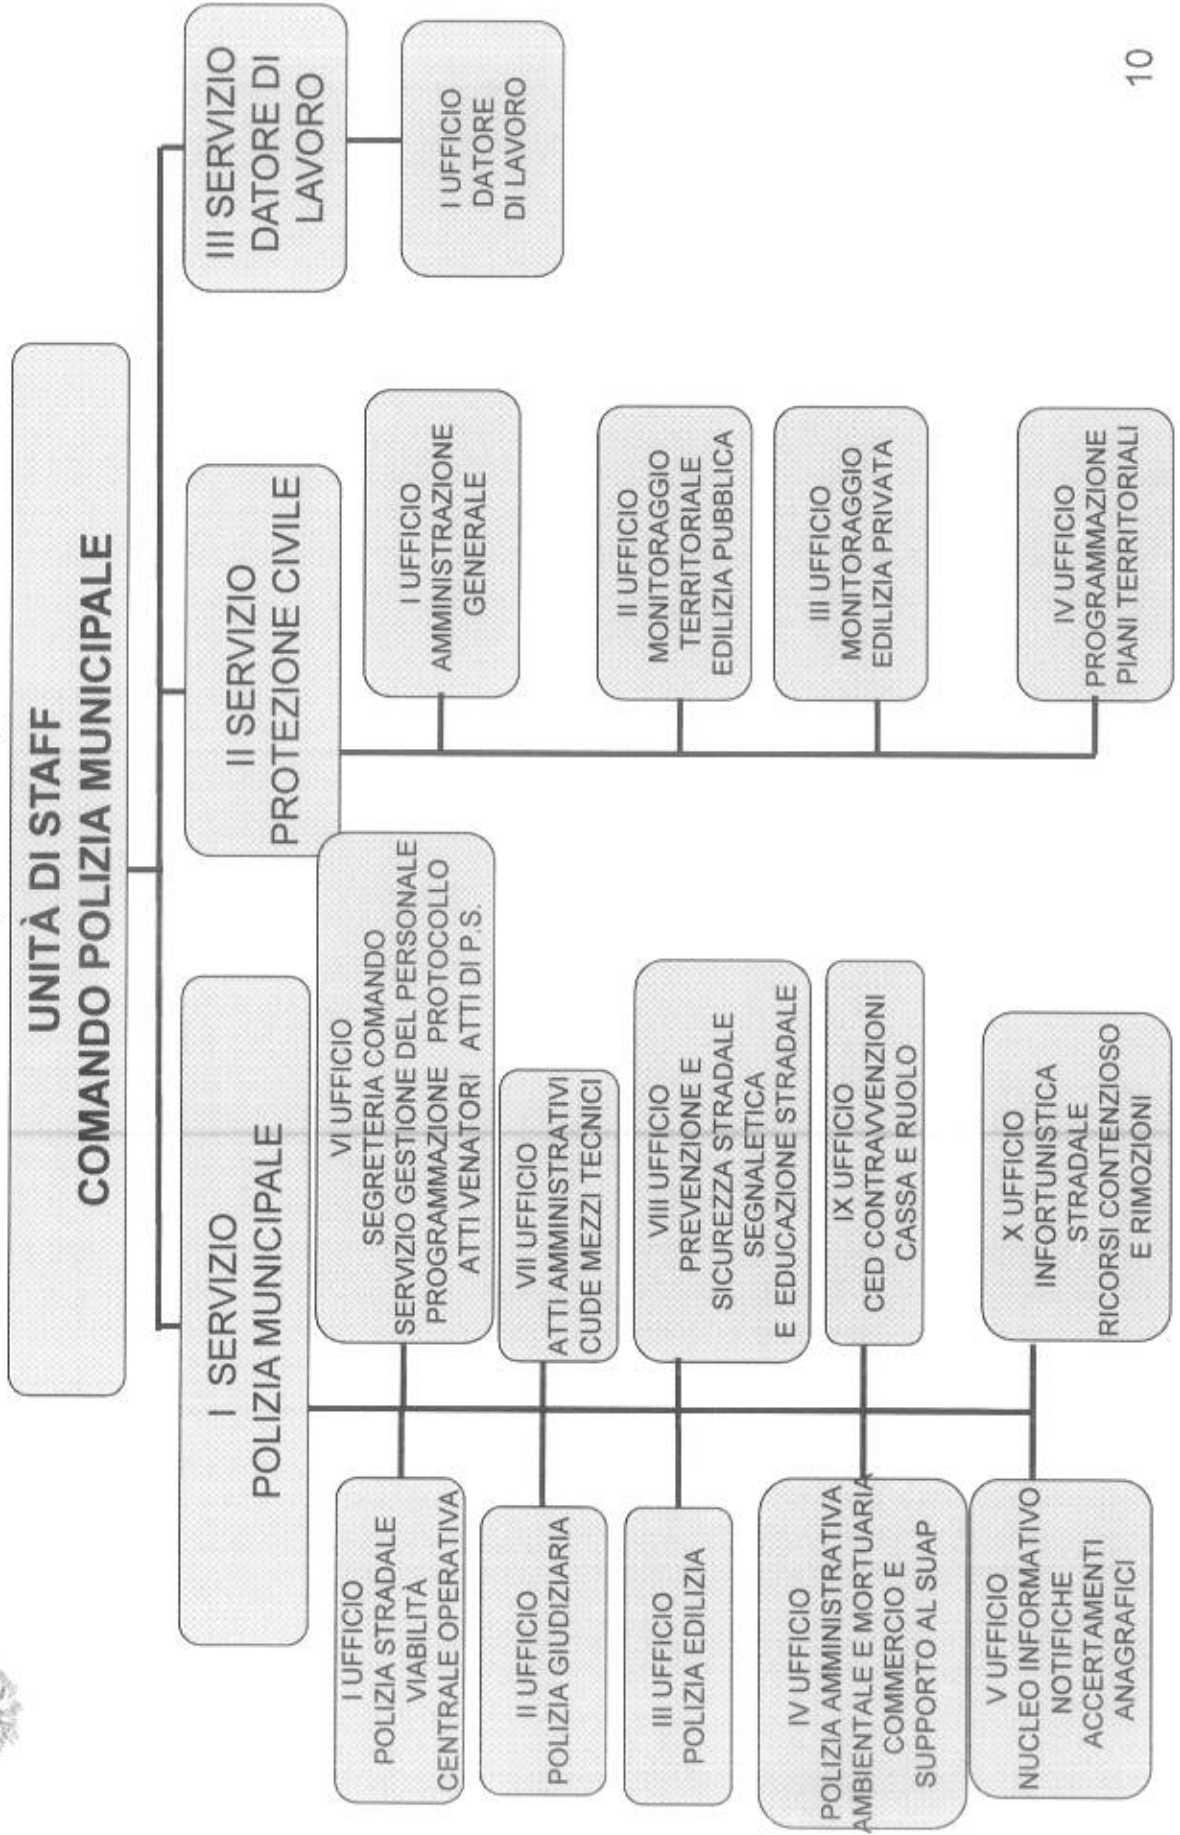 UNITÀ DI STAFF
COMANDO POLIZIA MUNICIPALE
I SERVIZIO
POLIZIA MUNICIPALE
I UFFICIO
POLIZIA STRADALE
VIABILITÀ
CENTRALE OPERATIVA
II UFFICIO
POLIZIA GIUDIZIARIA
III UFFICIO
POLIZIA EDILIZIA
IV UFFICIO
POLIZIA AMMINISTRATIVA
AMBIENTALE E MORTUARIA
COMMERCIO E
SUPPORTO AL SUAP
V UFFICIO
NUCLEO INFORMATIVO
NOTIFICHE
ACCERTAMENTI
ANAGRAFICI
VI UFFICIO
SEGRETERIA COMANDO
SERVIZIO GESTIONE DEL PERSONALE
PROGRAMMAZIONE PROTOCOLLO
ATTI VENATORI ATTI DI P.S.
VII UFFICIO
ATTI AMMINISTRATIVI
CUDE MEZZI TECNICI
VIII UFFICIO
PREVENZIONE E
SICUREZZA STRADALE
SEGNALETICA
E EDUCAZIONE STRADALE
IX UFFICIO
CED CONTRAVVENZIONI
CASSA E RUOLO
X UFFICIO
INFORTUNISTICA
STRADALE
RICORSI CONTENZIOSO
E RIMOZIONI
II SERVIZIO
PROTEZIONE CIVILE
I UFFICIO
AMMINISTRAZIONE
GENERALE
II UFFICIO
MONITORAGGIO
TERRITORIALE
EDILIZIA PUBBLICA
III UFFICIO
MONITORAGGIO
EDILIZIA PRIVATA
IV UFFICIO
PROGRAMMAZIONE
PIANI TERRITORIALI
III SERVIZIO
DATORE DI
LAVORO
I UFFICIO
DATORE
DI LAVORO
10